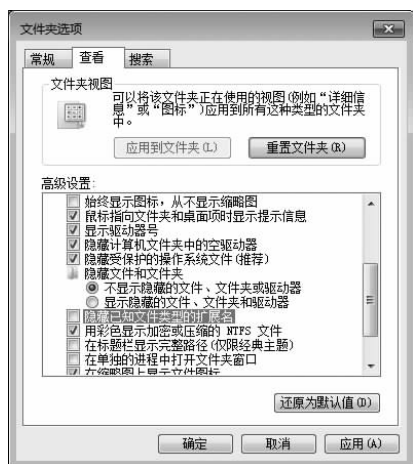 文件夹选项
常规 查看 搜索
文件夹视图
可以将该文件夹正在使用的视图(例如“详细信
息”或“图标”)应用到所有这种类型的文件夹
中。
应用到文件夹(L) 重置文件夹(R)
高级设置:
始终显示图标，从不显示缩略图
鼠标指向文件夹和桌面项时显示提示信息
显示驱动器号
隐藏计算机文件夹中的空驱动器
隐藏受保护的操作系统文件(推荐)
隐藏文件和文件夹
不显示隐藏的文件、文件夹或驱动器
显示隐藏的文件、文件夹和驱动器
隐藏已知文件类型的扩展名
用彩色显示加密或压缩的 NTFS 文件
在标题栏显示完整路径(仅限经典主题)
在单独的进程中打开文件夹窗口
在缩略图上显示文件图标
还原为默认值(D)
确定 取消 应用(A)